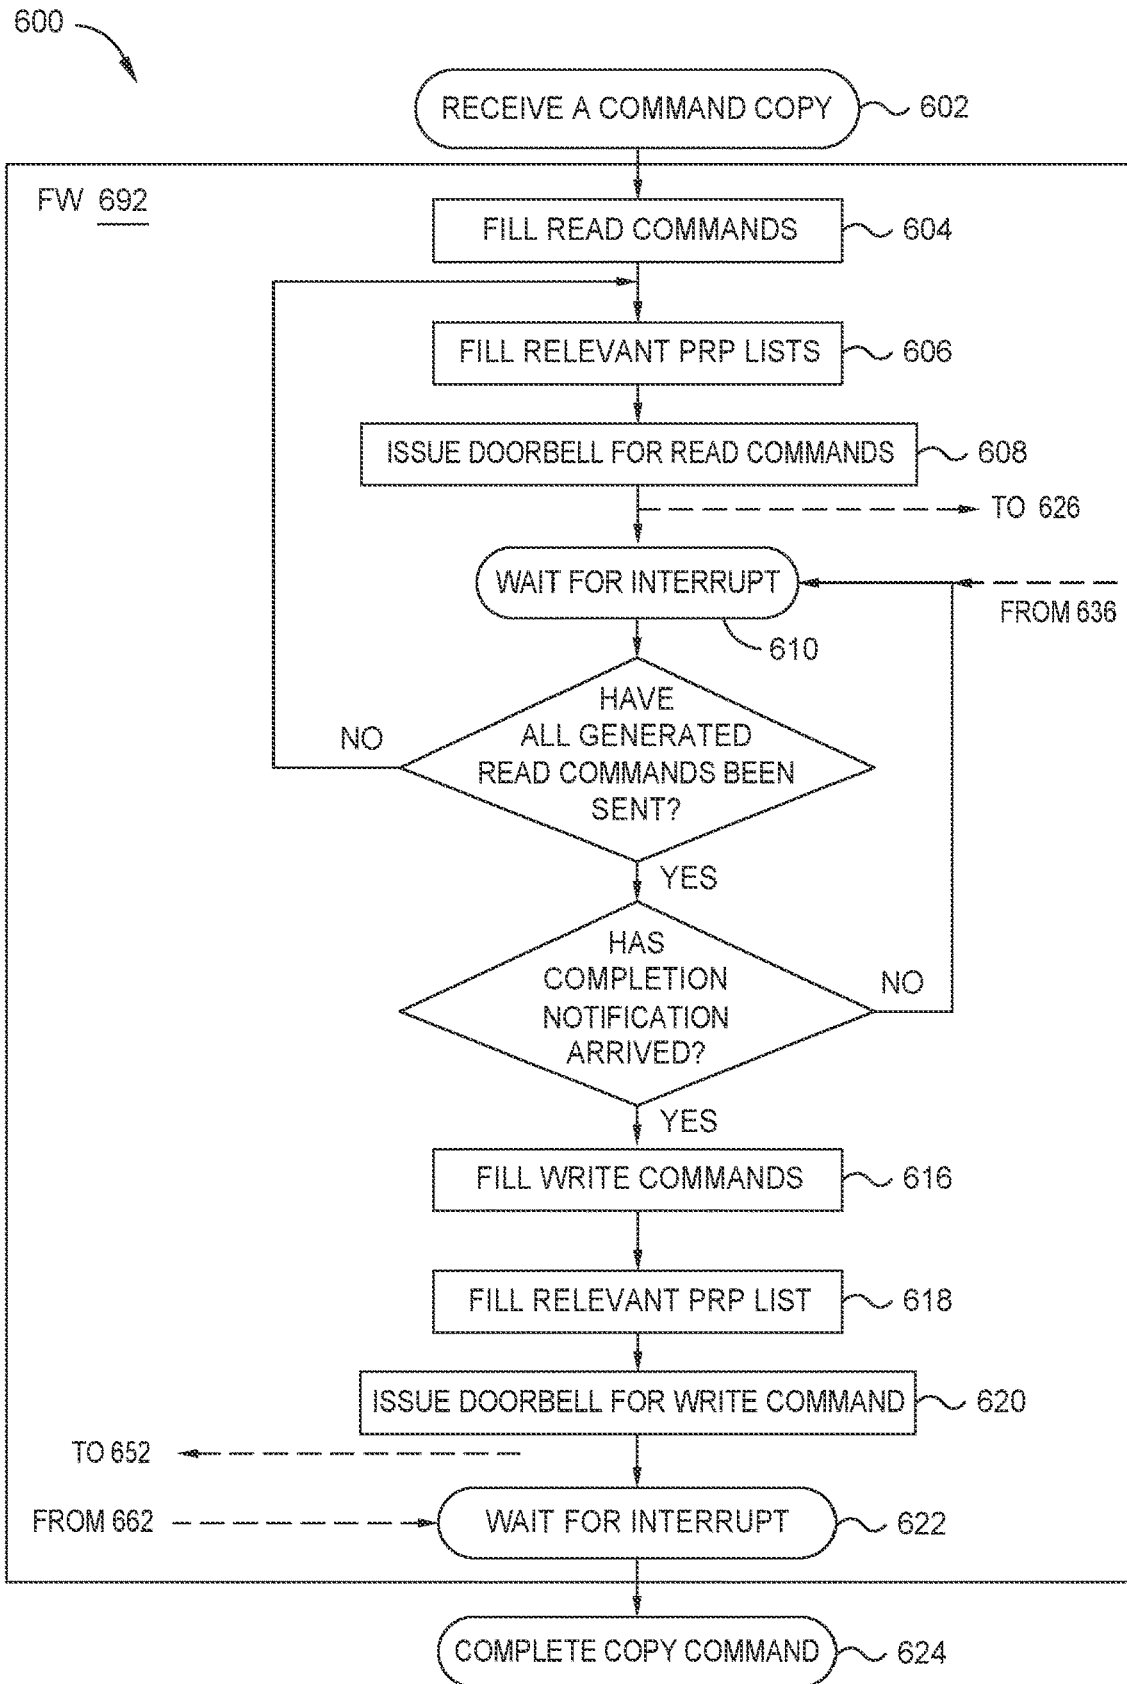 600
RECEIVE A COMMAND COPY
602
FW 692
FILL READ COMMANDS
604
FILL RELEVANT PRP LISTS
606
ISSUE DOORBELL FOR READ COMMANDS
608
TO 626
WAIT FOR INTERRUPT
FROM 636
610
HAVE
ALL GENERATED
READ COMMANDS BEEN
SENT?
NO
YES
HAS
COMPLETION
NOTIFICATION
ARRIVED?
NO
YES
FILL WRITE COMMANDS
616
FILL RELEVANT PRP LIST
618
ISSUE DOORBELL FOR WRITE COMMAND
620
TO 652
FROM 662
WAIT FOR INTERRUPT
622
COMPLETE COPY COMMAND
624